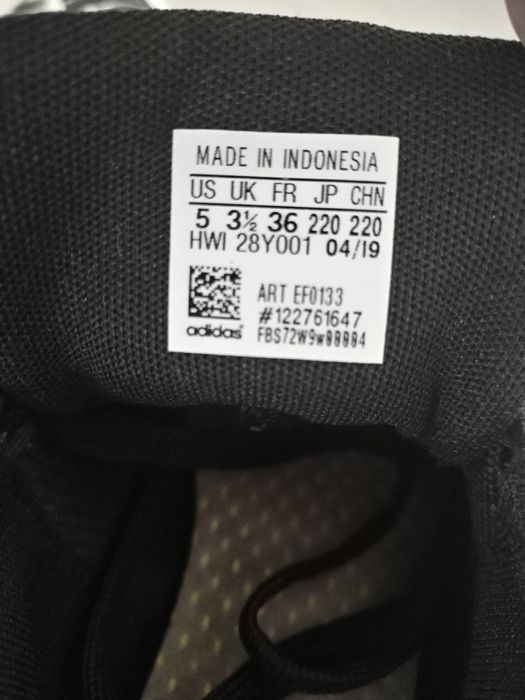 MADE IN INDONESIA
US UK FR JP CHN
5 3½ 36 220 220
HWI 28Y001 04/19
ART EF0133
#122761647
adidas FBS72W9w00004